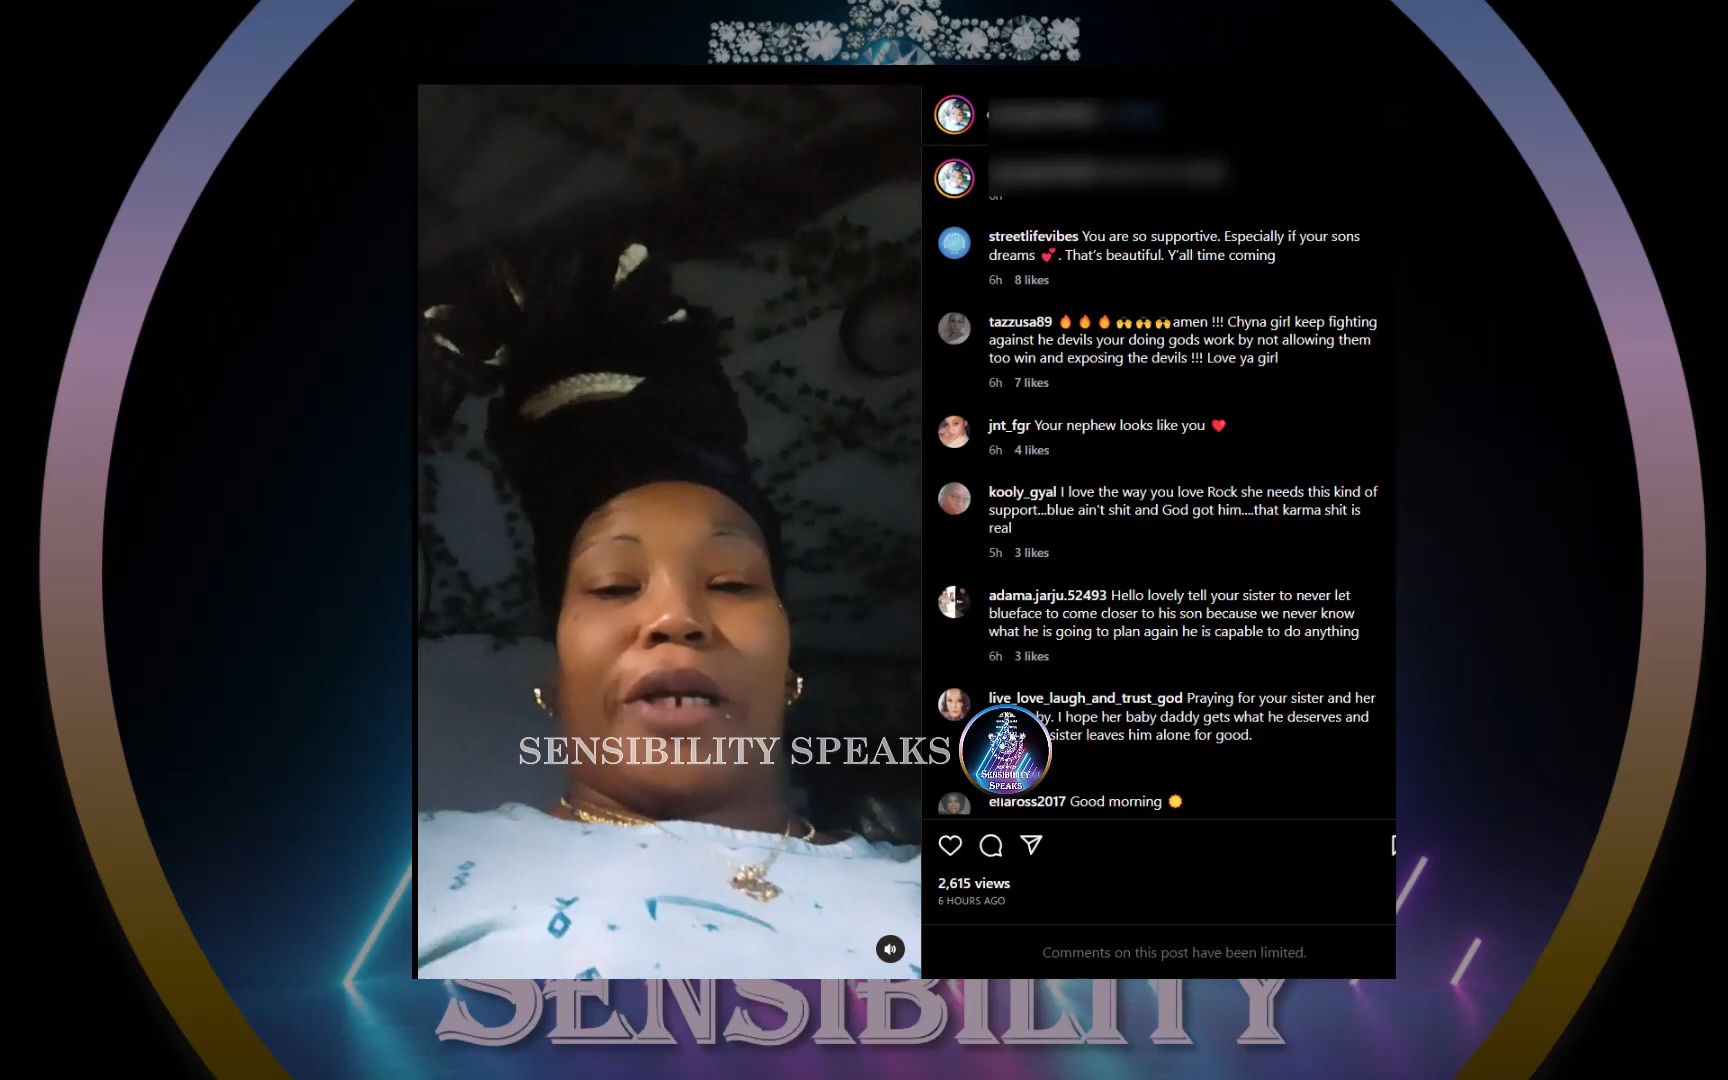 6h
streetlifevibes You are so supportive. Especially if your sons
dreams 💕. That's beautiful. Y'all time coming
6h 8 likes
tazzusa89 🔥🔥🔥🙌🙌🙌amen !!! Chyna girl keep fighting
against he devils your doing gods work by not allowing them
too win and exposing the devils !!! Love ya girl
6h 7 likes
jnt_fgr Your nephew looks like you ❤️
6h 4 likes
kooly_gyal I love the way you love Rock she needs this kind of
support...blue ain't shit and God got him....that karma shit is
real
5h 3 likes
adama.jarju.52493 Hello lovely tell your sister to never let
blueface to come closer to his son because we never know
what he is going to plan again he is capable to do anything
6h 3 likes
live_love_laugh_and_trust_god Praying for your sister and her
by. I hope her baby daddy gets what he deserves and
sister leaves him alone for good.
SENSIBILITY SPEAKS
SENSIBILITY
SPEAKS
ellaross2017 Good morning ☀️
2,615 views
6 HOURS AGO
Comments on this post have been limited.
SENSIBILITY